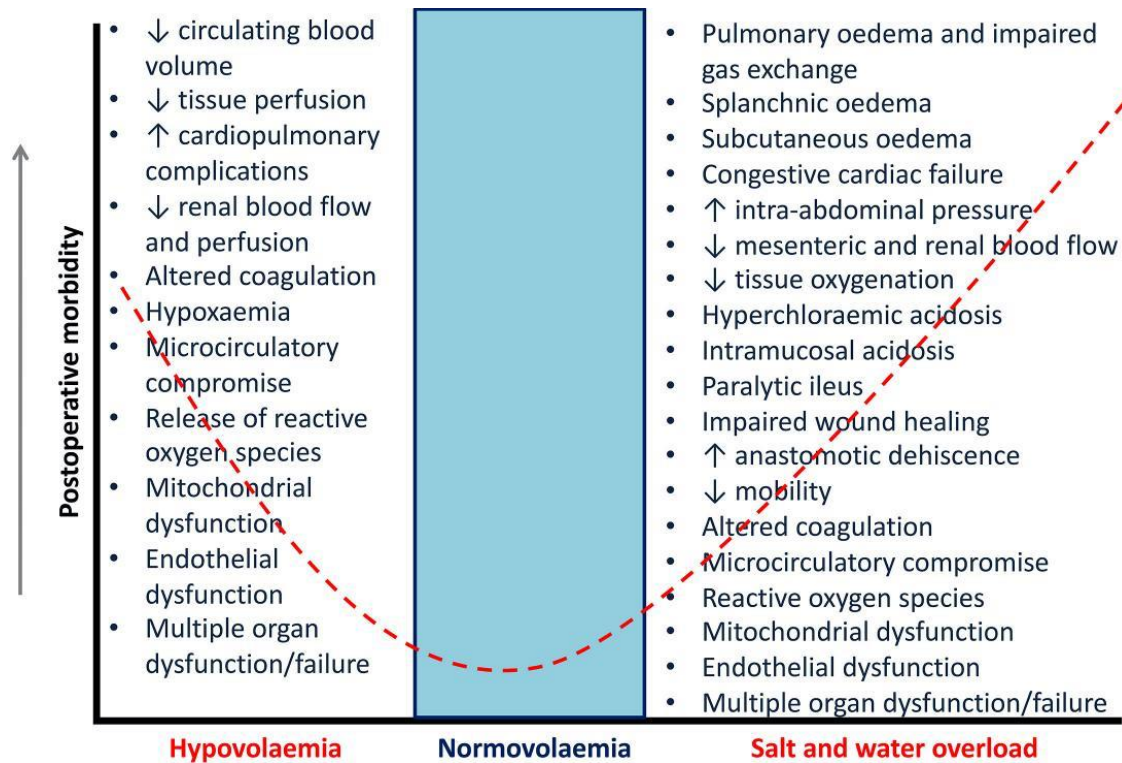 Postoperative morbidity
• ↓ circulating blood
volume
• ↓ tissue perfusion
• ↑ cardiopulmonary
complications
• ↓ renal blood flow
and perfusion
• Altered coagulation
• Hypoxaemia
• Microcirculatory
compromise
• Release of reactive
oxygen species
• Mitochondrial
dysfunction
• Endothelial
dysfunction
• Multiple organ
dysfunction/failure
• Pulmonary oedema and impaired
gas exchange
• Splanchnic oedema
• Subcutaneous oedema
• Congestive cardiac failure
• ↑ intra-abdominal pressure
• ↓ mesenteric and renal blood flow
• ↓ tissue oxygenation
• Hyperchloraemic acidosis
• Intramucosal acidosis
• Paralytic ileus
• Impaired wound healing
• ↑ anastomotic dehiscence
• ↓ mobility
• Altered coagulation
• Microcirculatory compromise
• Reactive oxygen species
• Mitochondrial dysfunction
• Endothelial dysfunction
• Multiple organ dysfunction/failure
Hypovolaemia
Normovolaemia
Salt and water overload